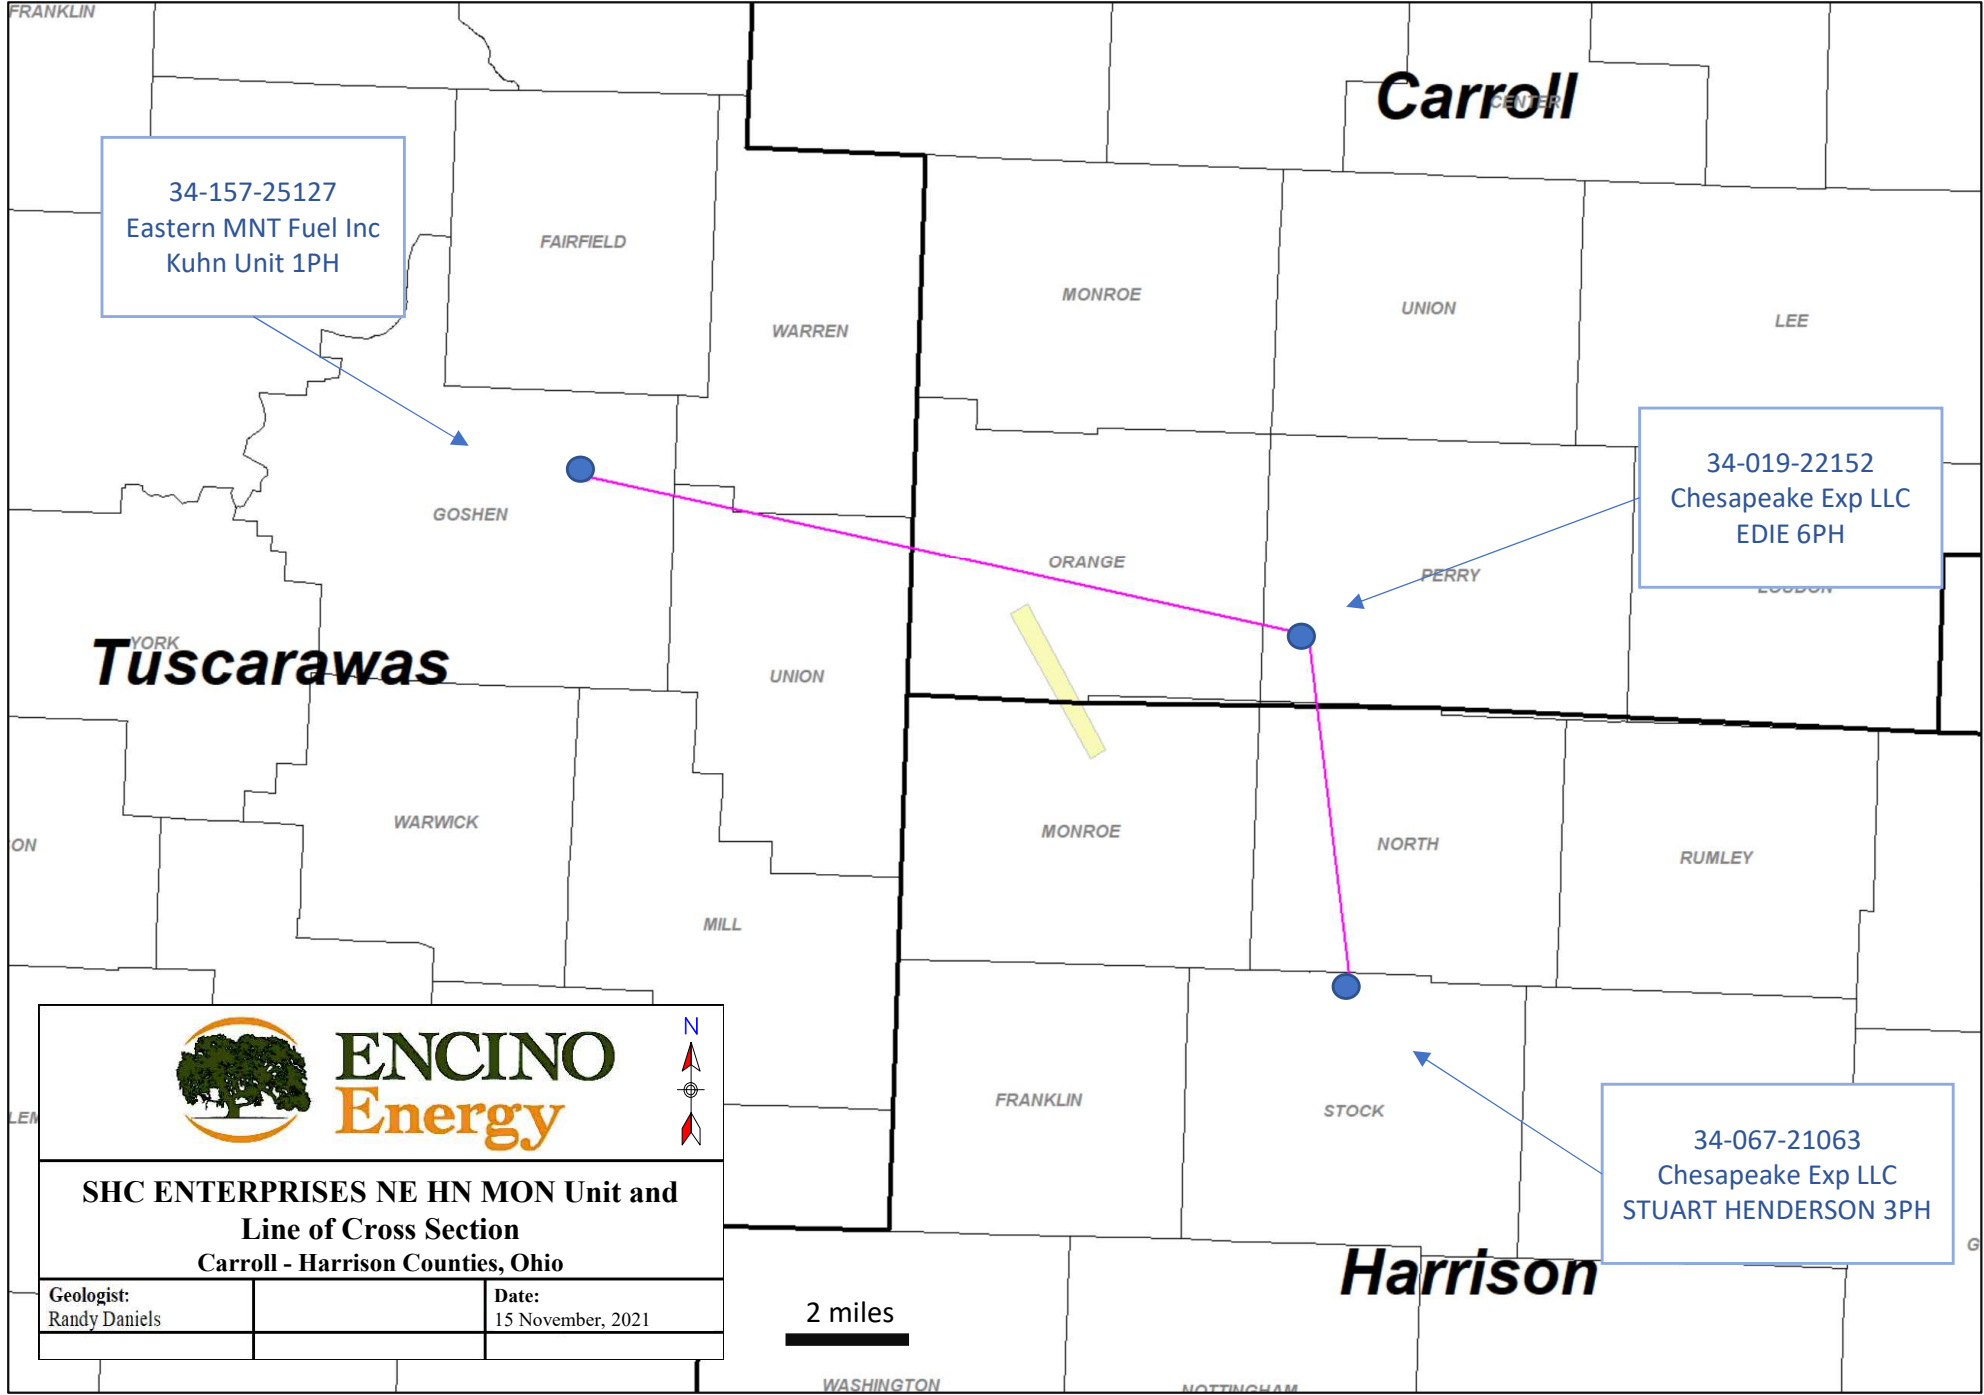 FRANKLIN
Carroll
CENTER
34-157-25127
Eastern MNT Fuel Inc
Kuhn Unit 1PH
FAIRFIELD
WARREN
MONROE
UNION
LEE
34-019-22152
Chesapeake Exp LLC
EDIE 6PH
GOSHEN
ORANGE
PERRY
LOUDON
YORK
Tuscarawas
UNION
WARWICK
MONROE
NORTH
RUMLEY
ON
MILL
FRANKLIN
STOCK
LEM
34-067-21063
Chesapeake Exp LLC
STUART HENDERSON 3PH
G
Harrison
ENCINO
Energy
N
SHC ENTERPRISES NE HN MON Unit and
Line of Cross Section
Carroll - Harrison Counties, Ohio
Geologist:
Randy Daniels
Date:
15 November, 2021
2 miles
WASHINGTON
NOTTINGHAM